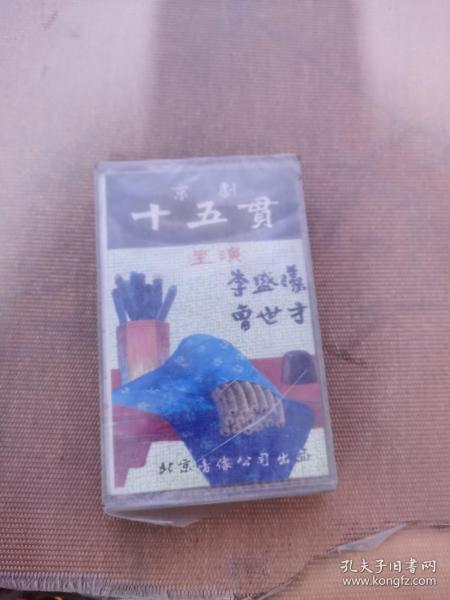 京劇
十五貫
主演
李盛藻
曹世才
北京音像公司出品
孔夫子旧书网
www.kongfz.com